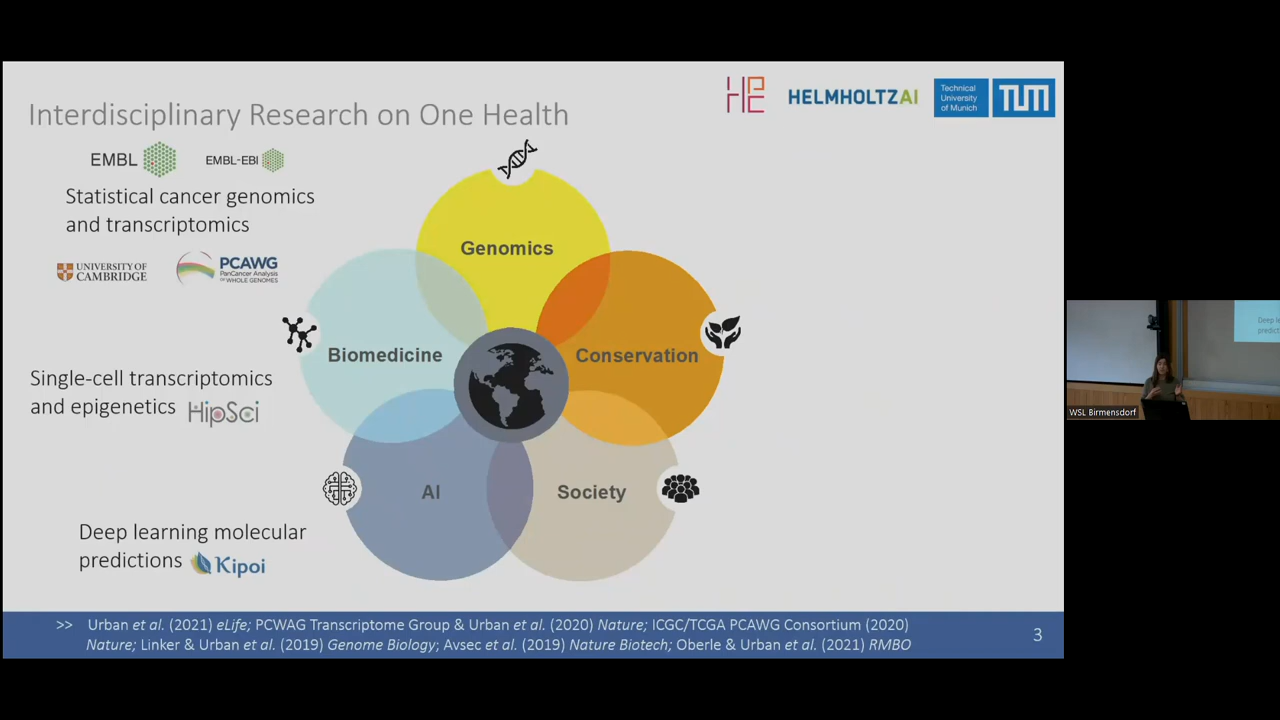 Interdisciplinary Research on One Health
HELMHOLTZAI
Technical
University
of Munich
TUM
EMBL
EMBL-EBI
Statistical cancer genomics
and transcriptomics
UNIVERSITY OF
CAMBRIDGE
PCAWG
PanCancer Analysis
OF WHOLE GENOMES
Genomics
Biomedicine
Conservation
Single-cell transcriptomics
and epigenetics HipSci
AI
Society
Deep learning molecular
predictions Kipoi
>> Urban et al. (2021) eLife; PCWAG Transcriptome Group & Urban et al. (2020) Nature; ICGC/TCGA PCAWG Consortium (2020)
Nature; Linker & Urban et al. (2019) Genome Biology; Avsec et al. (2019) Nature Biotech; Oberle & Urban et al. (2021) RMBO
3
Deep le
predict
WSL Birmensdorf